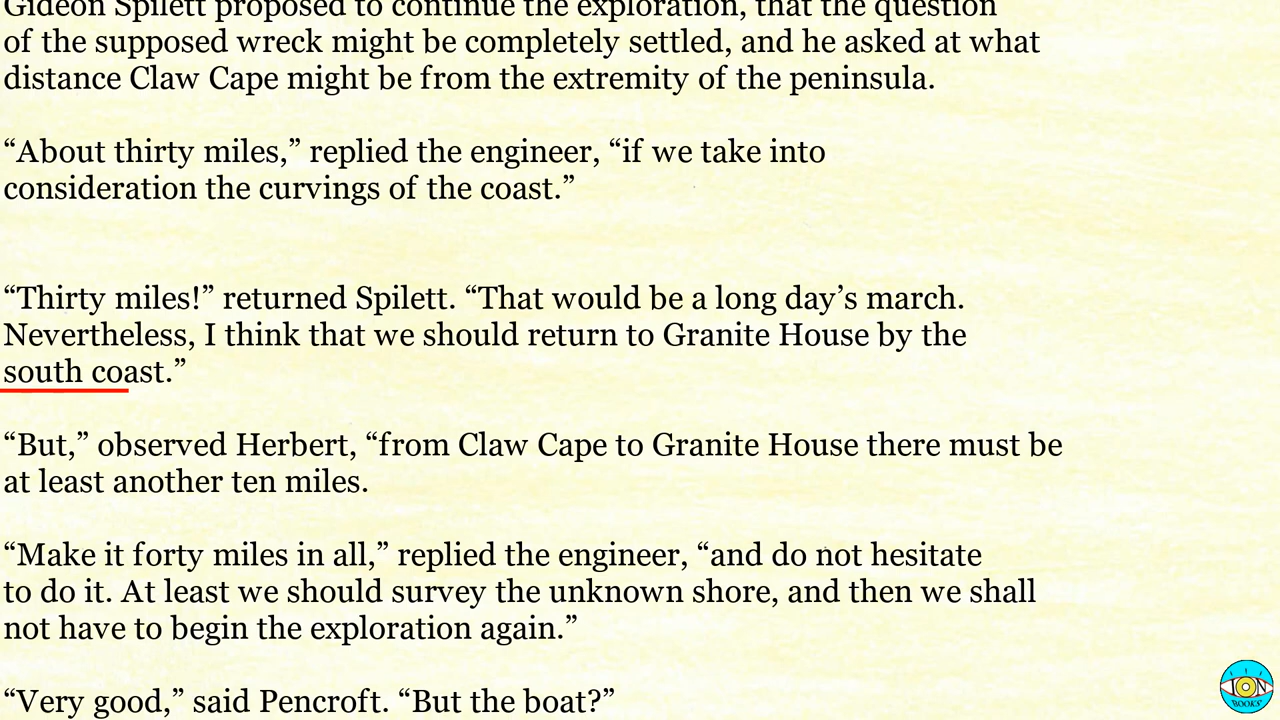 Gideon Spilett proposed to continue the exploration, that the question
of the supposed wreck might be completely settled, and he asked at what
distance Claw Cape might be from the extremity of the peninsula.
“About thirty miles,” replied the engineer, “if we take into
consideration the curvings of the coast.”
“Thirty miles!” returned Spilett. “That would be a long day’s march.
Nevertheless, I think that we should return to Granite House by the
south coast.”
“But,” observed Herbert, “from Claw Cape to Granite House there must be
at least another ten miles.
“Make it forty miles in all,” replied the engineer, “and do not hesitate
to do it. At least we should survey the unknown shore, and then we shall
not have to begin the exploration again.”
“Very good,” said Pencroft. “But the boat?”
ION
BOOKS